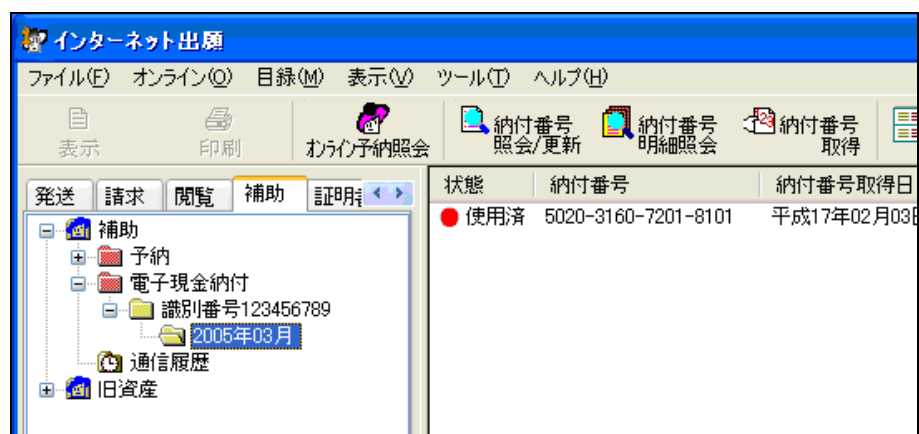 インターネット出願
ファイル(F) オンライン(O) 目録(M) 表示(V) ツール(T) ヘルプ(H)
表示 印刷 オンライン予納照会 納付番号照会/更新 納付番号明細照会 納付番号取得
発送 請求 閲覧 補助 証明
状態 納付番号 納付番号取得日
使用済 5020-3160-7201-8101 平成17年02月03日
補助
予納
電子現金納付
識別番号123456789
2005年03月
通信履歴
旧資産